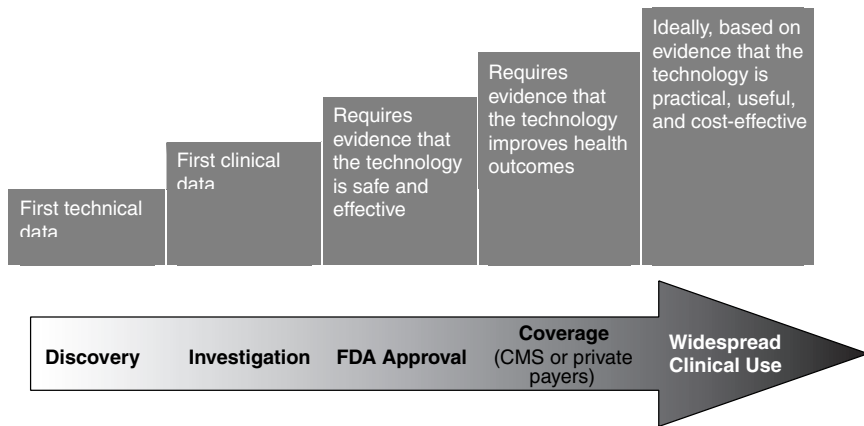 First technical
data
First clinical
data
Requires
evidence that
the technology
is safe and
effective
Requires
evidence that
the technology
improves health
outcomes
Ideally, based on
evidence that the
technology is
practical, useful,
and cost-effective
Discovery
Investigation
FDA Approval
Coverage
(CMS or private
payers)
Widespread
Clinical Use